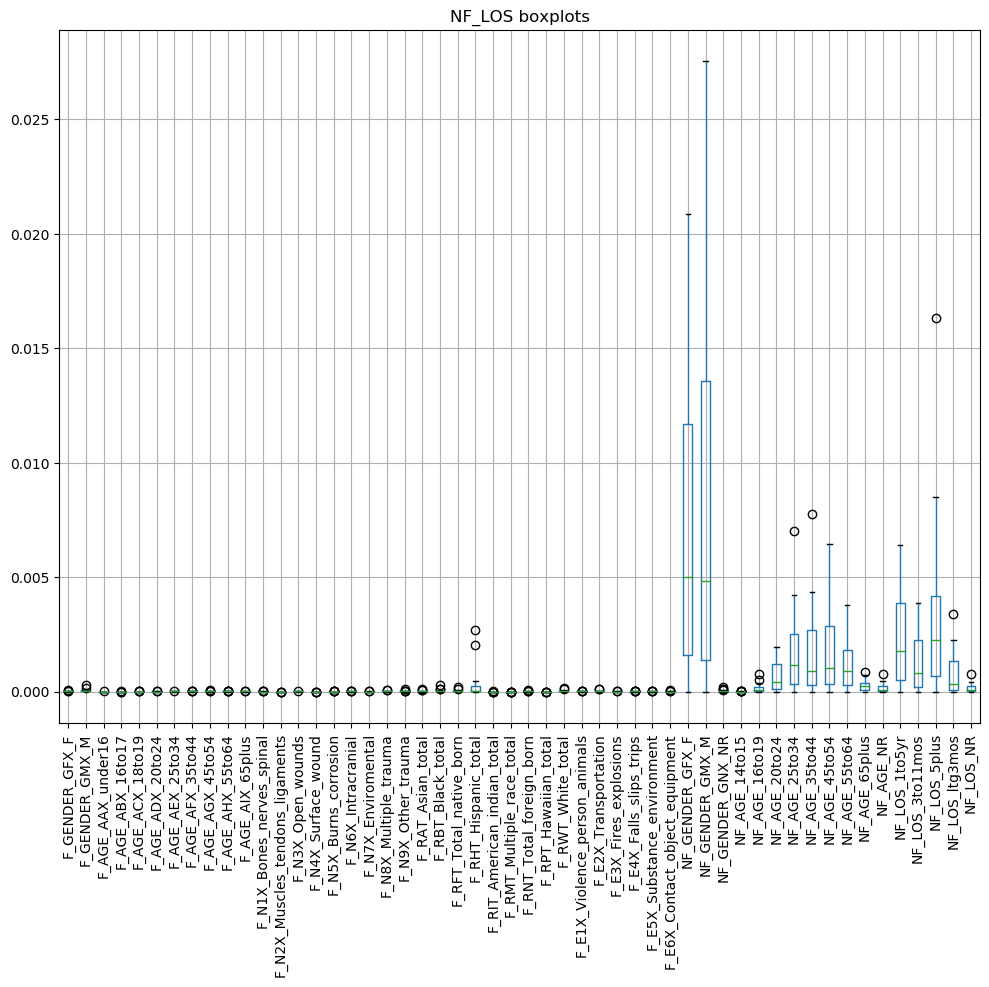 NF_LOS boxplots
0.025
0.020
0.015
0.010
0.005
0.000
F_GENDER_GFX_F
F_GENDER_GMX_M
F_AGE_AAX_under16
F_AGE_ABX_16to17
F_AGE_ACX_18to19
F_AGE_ADX_20to24
F_AGE_AEX_25to34
F_AGE_AFX_35to44
F_AGE_AGX_45to54
F_AGE_AHX_55to64
F_AGE_AIX_65plus
F_N1X_Bones_nerves_spinal
F_N2X_Muscles_tendons_ligaments
F_N3X_Open_wounds
F_N4X_Surface_wound
F_N5X_Burns_corrosion
F_N6X_Intracranial
F_N7X_Enviromental
F_N8X_Multiple_trauma
F_N9X_Other_trauma
F_RAT_Asian_total
F_RBT_Black_total
F_RFT_Total_native_born
F_RHT_Hispanic_total
F_RIT_American_indian_total
F_RMT_Multiple_race_total
F_RNT_Total_foreign_born
F_RPT_Hawaiian_total
F_RWT_White_total
F_E1X_Violence_person_animals
F_E2X_Transportation
F_E3X_Fires_explosions
F_E4X_Falls_slips_trips
F_E5X_Substance_environment
F_E6X_Contact_object_equipment
NF_GENDER_GFX_F
NF_GENDER_GMX_M
NF_GENDER_GNX_NR
NF_AGE_14to15
NF_AGE_16to19
NF_AGE_20to24
NF_AGE_25to34
NF_AGE_35to44
NF_AGE_45to54
NF_AGE_55to64
NF_AGE_65plus
NF_AGE_NR
NF_LOS_1to5yr
NF_LOS_3to11mos
NF_LOS_5plus
NF_LOS_ltg3mos
NF_LOS_NR